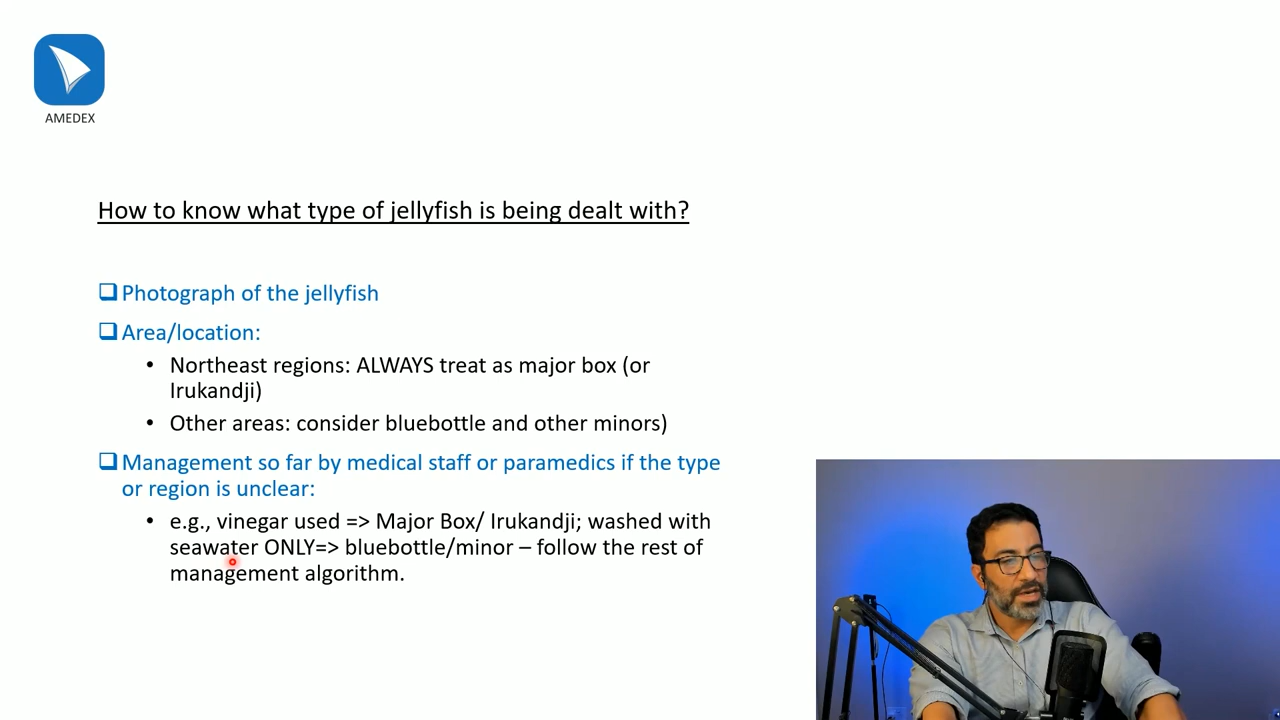 AMEDEX
How to know what type of jellyfish is being dealt with?
Photograph of the jellyfish
Area/location:
• Northeast regions: ALWAYS treat as major box (or
Irukandji)
• Other areas: consider bluebottle and other minors)
Management so far by medical staff or paramedics if the type
or region is unclear:
• e.g., vinegar used => Major Box/ Irukandji; washed with
seawater ONLY=> bluebottle/minor – follow the rest of
management algorithm.